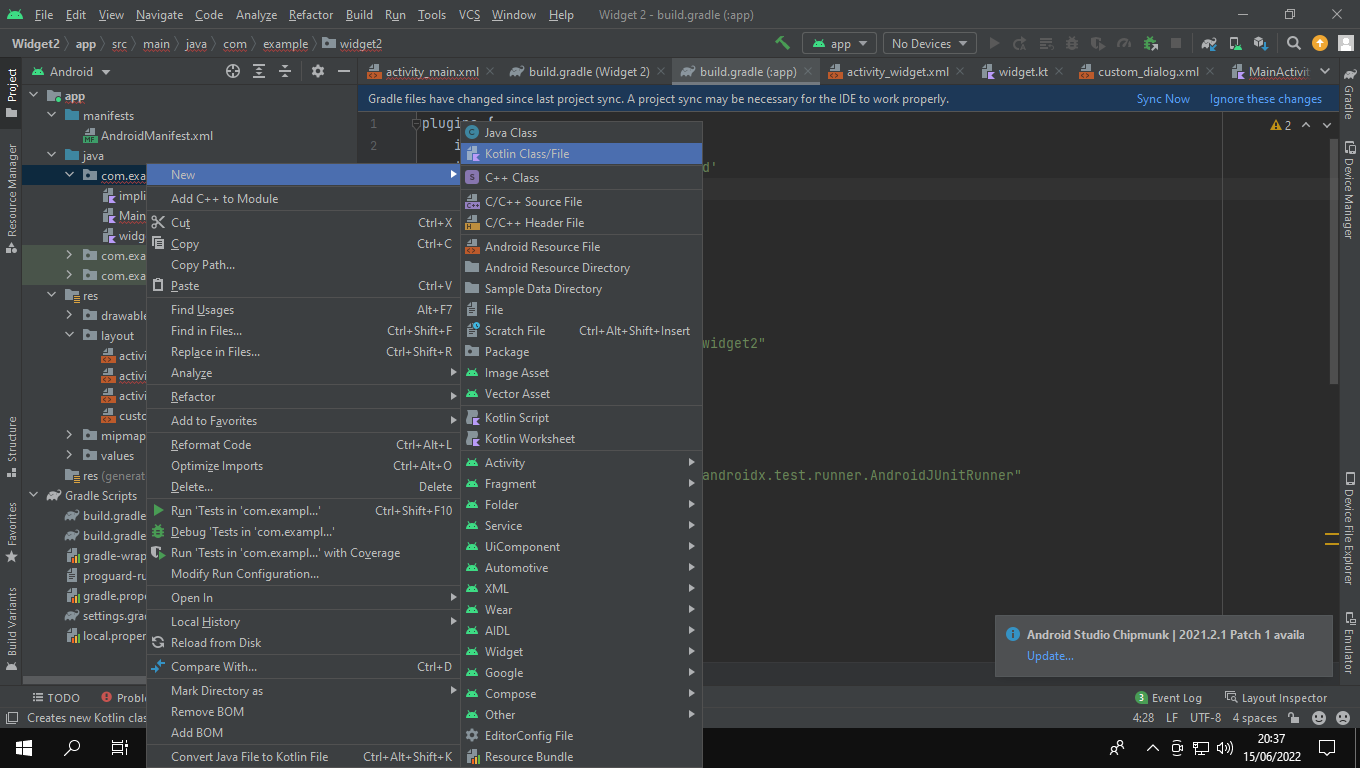 File Edit View Navigate Code Analyze Refactor Build Run Tools VCS Window Help Widget 2 - build.gradle (:app)
Widget2 app src main java com example widget2 app No Devices
Project
Android
activity_main.xml build.gradle (Widget 2) build.gradle (:app) activity_widget.xml widget.kt custom_dialog.xml MainActivit
Gradle files have changed since last project sync. A project sync may be necessary for the IDE to work properly. Sync Now Ignore these changes
app
manifests
AndroidManifest.xml
java
com.exa
impli
Main
widg
com.exa
com.exa
res
drawable
layout
activi
activi
activi
custo
mipmap
values
res (generat
Gradle Scripts
build.gradle
build.gradle
gradle-wrap
proguard-ru
gradle.prope
settings.grad
local.proper
Resource Manager
Structure
Favorites
Build Variants
New
Add C++ to Module
Cut Ctrl+X
Copy Ctrl+C
Copy Path...
Paste Ctrl+V
Find Usages Alt+F7
Find in Files... Ctrl+Shift+F
Replace in Files... Ctrl+Shift+R
Analyze
Refactor
Add to Favorites
Reformat Code Ctrl+Alt+L
Optimize Imports Ctrl+Alt+O
Delete... Delete
Run 'Tests in 'com.exampl...' Ctrl+Shift+F10
Debug 'Tests in 'com.exampl...'
Run 'Tests in 'com.exampl...' with Coverage
Modify Run Configuration...
Open In
Local History
Reload from Disk
Compare With... Ctrl+D
Mark Directory as
Remove BOM
Add BOM
Convert Java File to Kotlin File Ctrl+Alt+Shift+K
Java Class
Kotlin Class/File
C++ Class
C/C++ Source File
C/C++ Header File
Android Resource File
Android Resource Directory
Sample Data Directory
File
Scratch File Ctrl+Alt+Shift+Insert
Package
Image Asset
Vector Asset
Kotlin Script
Kotlin Worksheet
Activity
Fragment
Folder
Service
UiComponent
Automotive
XML
Wear
AIDL
Widget
Google
Compose
Other
EditorConfig File
Resource Bundle
1 plugins {
2 i
d'
widget2"
androidx.test.runner.AndroidJUnitRunner"
2
Gradle
Device Manager
Device File Explorer
Emulator
Android Studio Chipmunk | 2021.2.1 Patch 1 availa
Update...
TODO Proble 3 Event Log Layout Inspector
Creates new Kotlin clas 4:28 LF UTF-8 4 spaces
20:37
15/06/2022